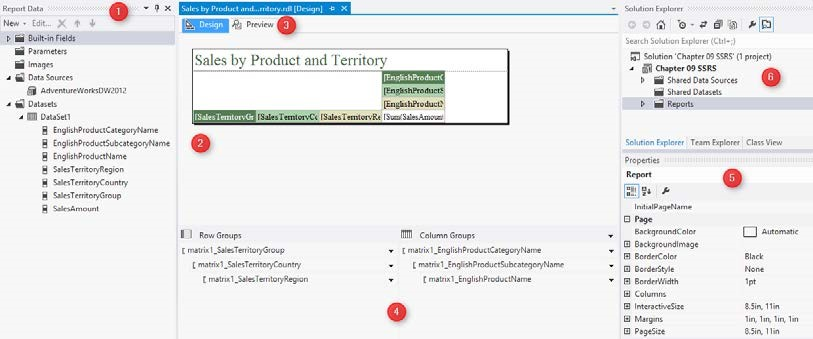 Report Data
1
New
Edit...
Built-in Fields
Parameters
Images
Data Sources
AdventureWorksDW2012
Datasets
DataSet1
EnglishProductCategoryName
EnglishProductSubcategoryName
EnglishProductName
SalesTerritoryRegion
SalesTerritoryCountry
SalesTerritoryGroup
SalesAmount
Sales by Product and...mtory.rdl [Design]
Design
Preview
3
Sales by Product and Territory
[EnglishProductC
[EnglishProductS
[EnglishProductN
[SalesTerritoryGr [SalesTerritoryCo [SalesTerritoryRe [Sum(SalesAmount
2
Row Groups
matrix1_SalesTerritoryGroup
matrix1_SalesTerritoryCountry
matrix1_SalesTerritoryRegion
Column Groups
matrix1_EnglishProductCategoryName
matrix1_EnglishProductSubcategoryName
matrix1_EnglishProductName
4
Solution Explorer
Search Solution Explorer (Ctrl+;)
Solution 'Chapter 09 SSRS' (1 project)
Chapter 09 SSRS
Shared Data Sources
Shared Datasets
Reports
6
Solution Explorer Team Explorer Class View
Properties
5
Report
InitialPageName
Page
BackgroundColor Automatic
BackgroundImage
BorderColor Black
BorderStyle None
BorderWidth 1pt
Columns
InteractiveSize 8.5in, 11in
Margins 1in, 1in, 1in, 1in
PageSize 8.5in, 11in